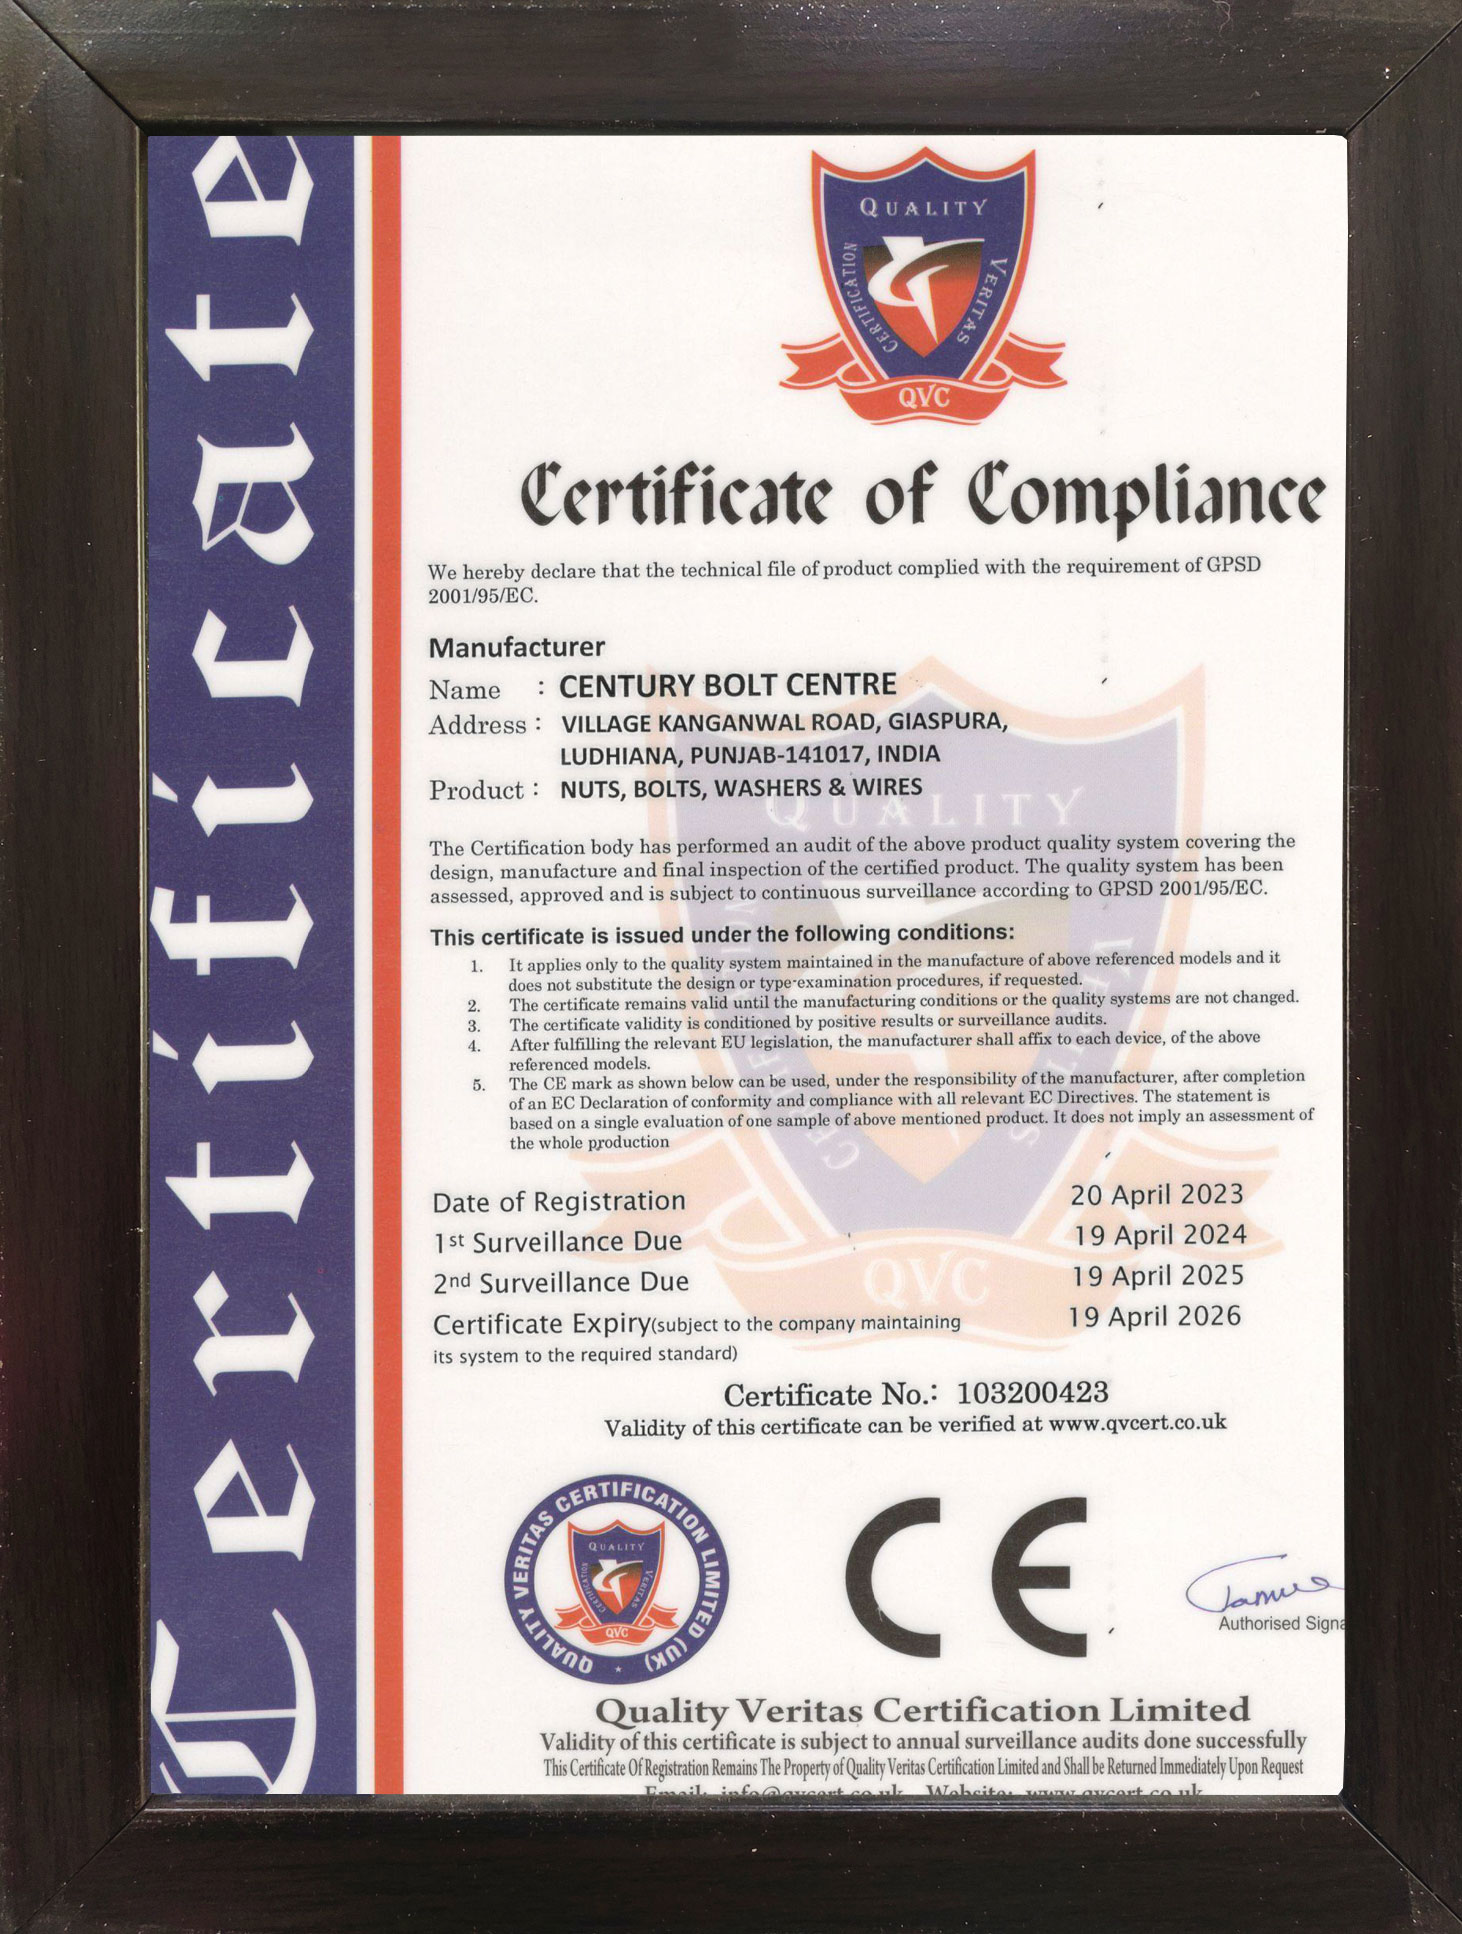 Certificate
QUALITY
CERTIFICATION
VERITAS
QVC
Certificate of Compliance
We hereby declare that the technical file of product complied with the requirement of GPSD
2001/95/EC.
Manufacturer
Name : CENTURY BOLT CENTRE
Address : VILLAGE KANGANWAL ROAD, GIASPURA,
LUDHIANA, PUNJAB-141017, INDIA
Product : NUTS, BOLTS, WASHERS & WIRES
The Certification body has performed an audit of the above product quality system covering the
design, manufacture and final inspection of the certified product. The quality system has been
assessed, approved and is subject to continuous surveillance according to GPSD 2001/95/EC.
This certificate is issued under the following conditions:
1. It applies only to the quality system maintained in the manufacture of above referenced models and it
does not substitute the design or type-examination procedures, if requested.
2. The certificate remains valid until the manufacturing conditions or the quality systems are not changed.
3. The certificate validity is conditioned by positive results or surveillance audits.
4. After fulfilling the relevant EU legislation, the manufacturer shall affix to each device, of the above
referenced models.
5. The CE mark as shown below can be used, under the responsibility of the manufacturer, after completion
of an EC Declaration of conformity and compliance with all relevant EC Directives. The statement is
based on a single evaluation of one sample of above mentioned product. It does not imply an assessment of
the whole production
Date of Registration 20 April 2023
1st Surveillance Due 19 April 2024
2nd Surveillance Due 19 April 2025
Certificate Expiry(subject to the company maintaining 19 April 2026
its system to the required standard)
Certificate No.: 103200423
Validity of this certificate can be verified at www.qvcert.co.uk
QUALITY VERITAS CERTIFICATION LIMITED (UK)
QUALITY
CERTIFICATION
VERITAS
QVC
CE
Authorised Signa
Quality Veritas Certification Limited
Validity of this certificate is subject to annual surveillance audits done successfully
This Certificate Of Registration Remains The Property of Quality Veritas Certification Limited and Shall be Returned Immediately Upon Request
Email: info@qvcert.co.uk Website: www.qvcert.co.uk